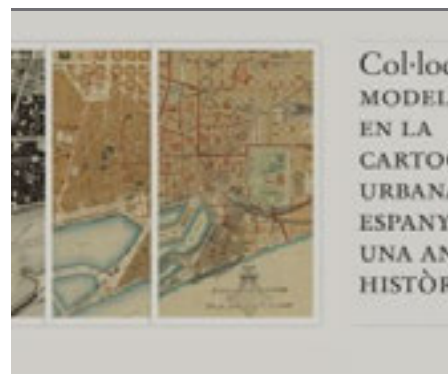 Col·loc
MODEL
EN LA
CARTOG
URBANA
ESPANY
UNA AN
HISTÒR